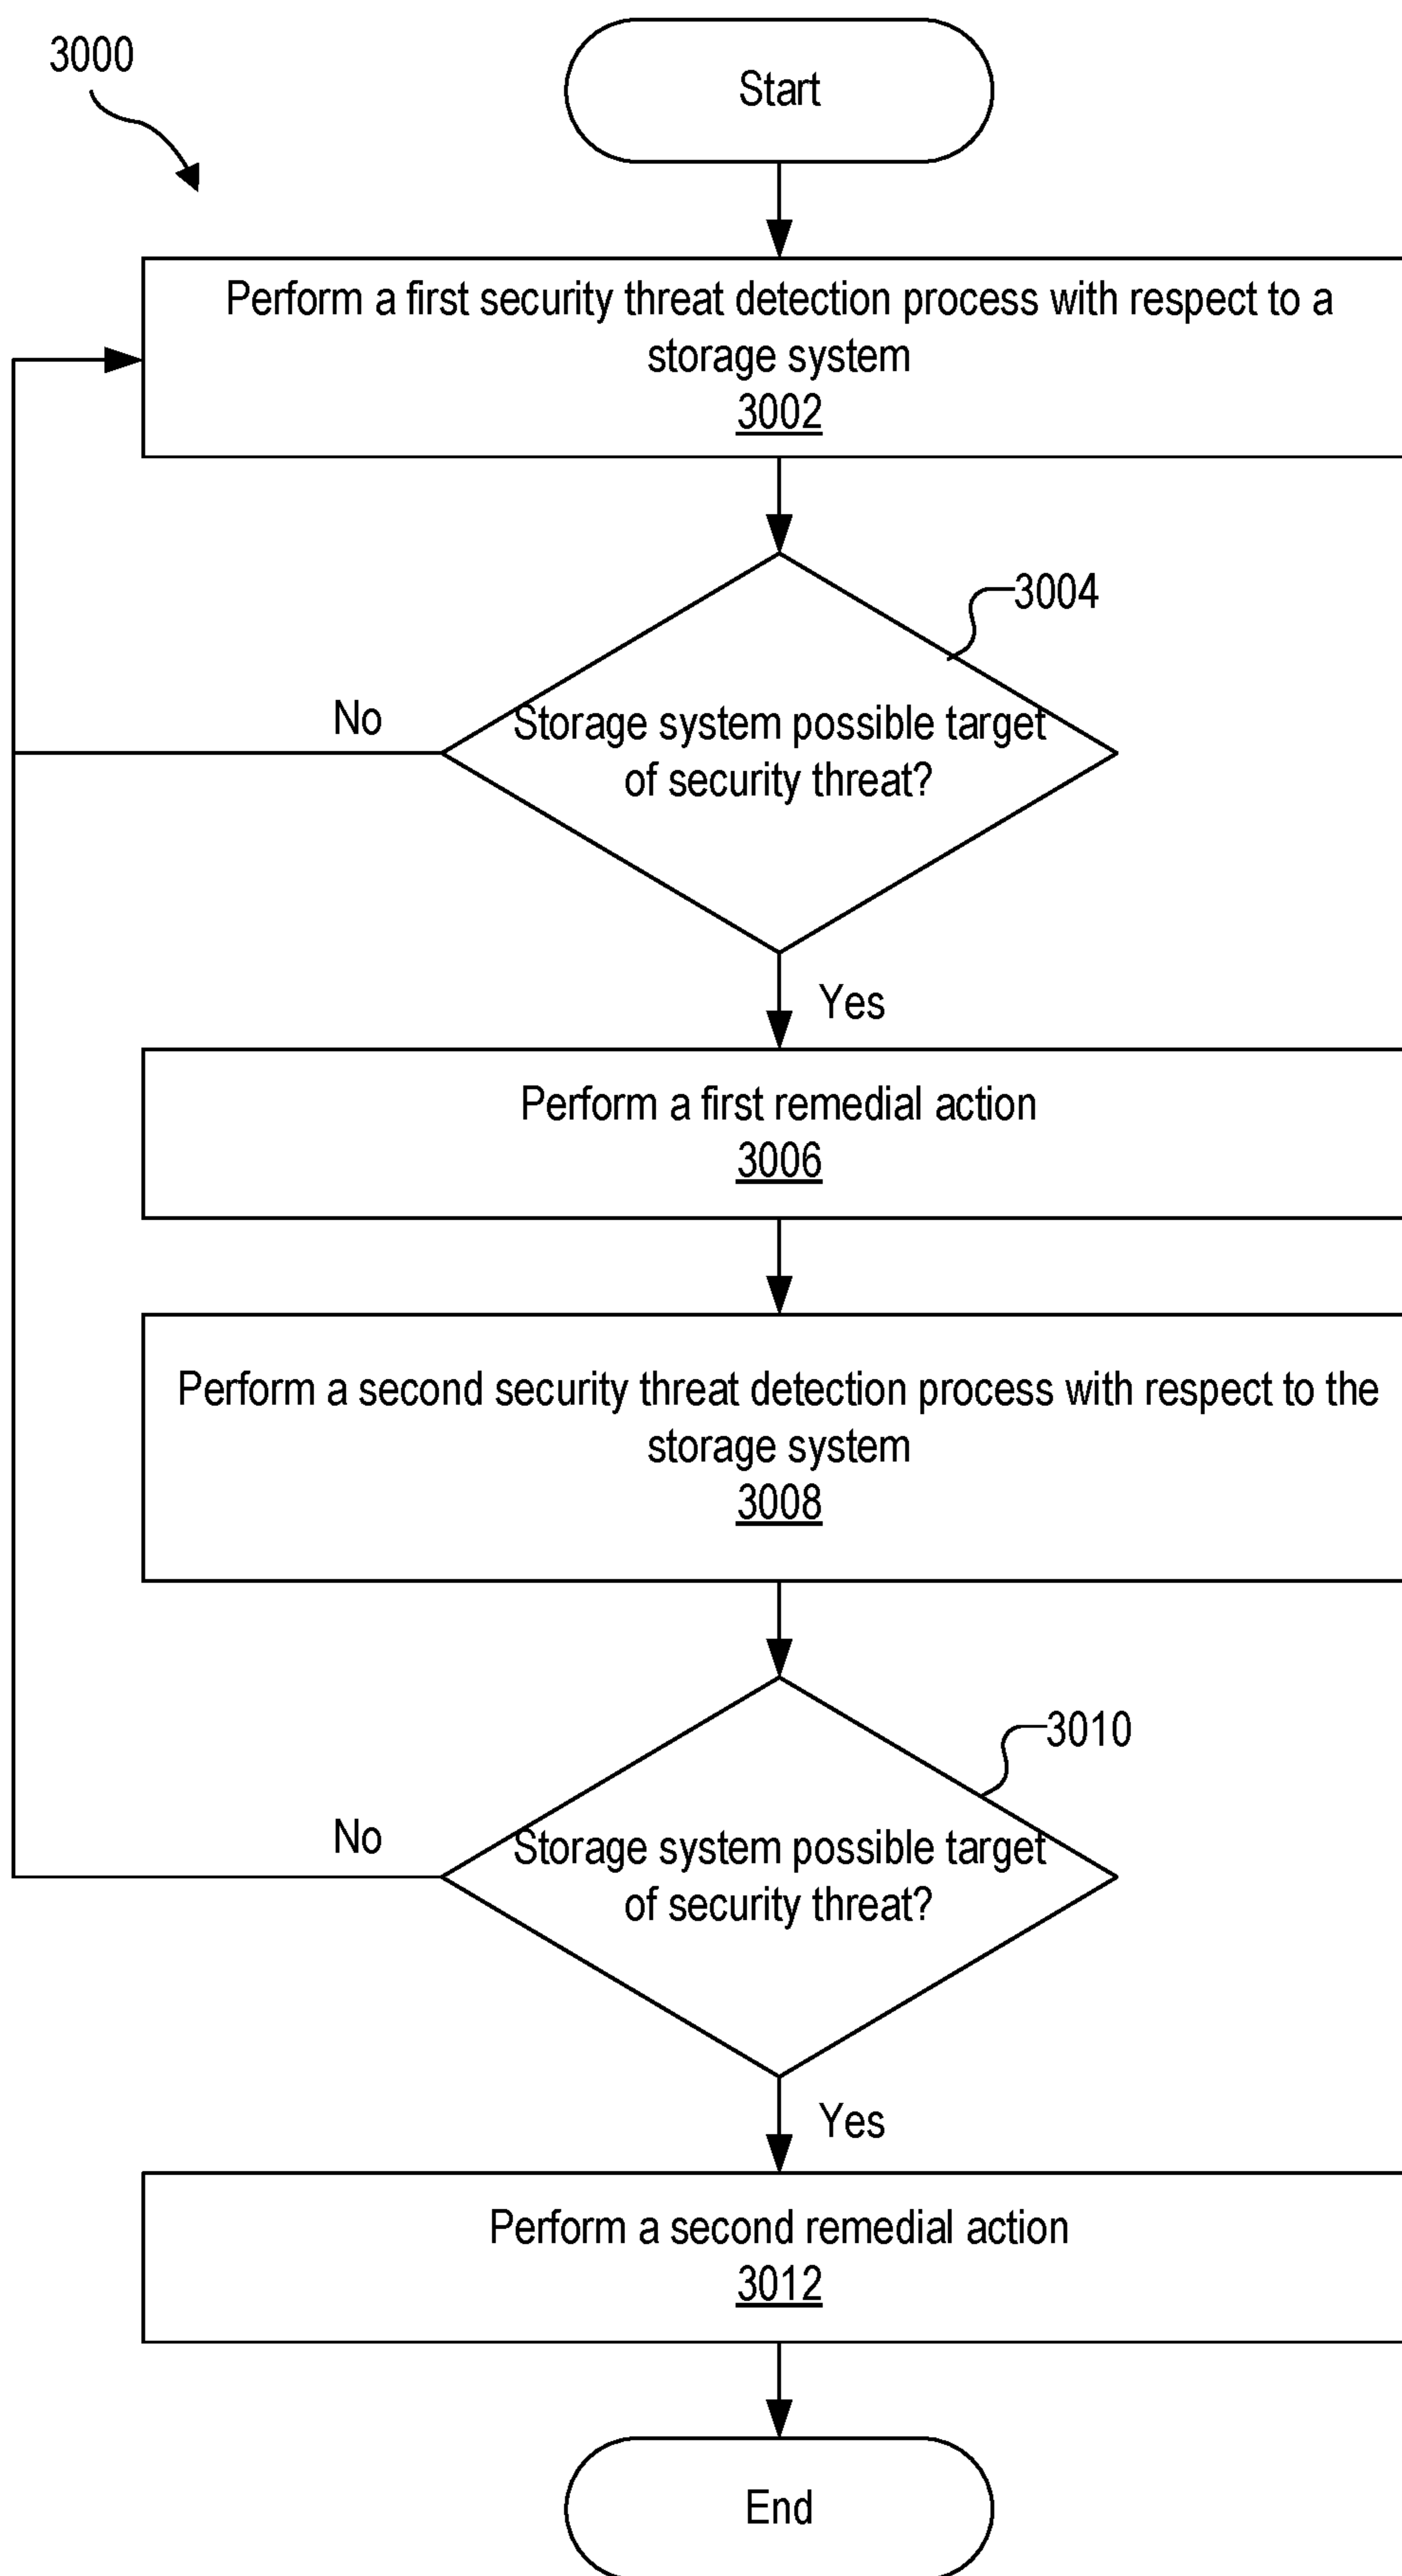 3000
Start
Perform a first security threat detection process with respect to a
storage system
3002
3004
Storage system possible target
of security threat?
No
Yes
Perform a first remedial action
3006
Perform a second security threat detection process with respect to the
storage system
3008
3010
Storage system possible target
of security threat?
No
Yes
Perform a second remedial action
3012
End